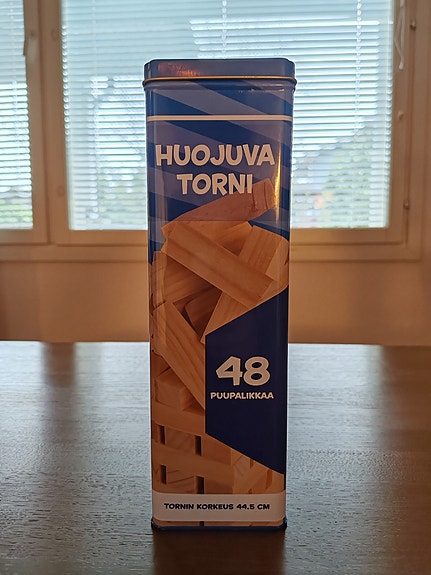 HUOJUVA
TORNI
48
PUUPALIKKAA
TORNIN KORKEUS 44.5 CM